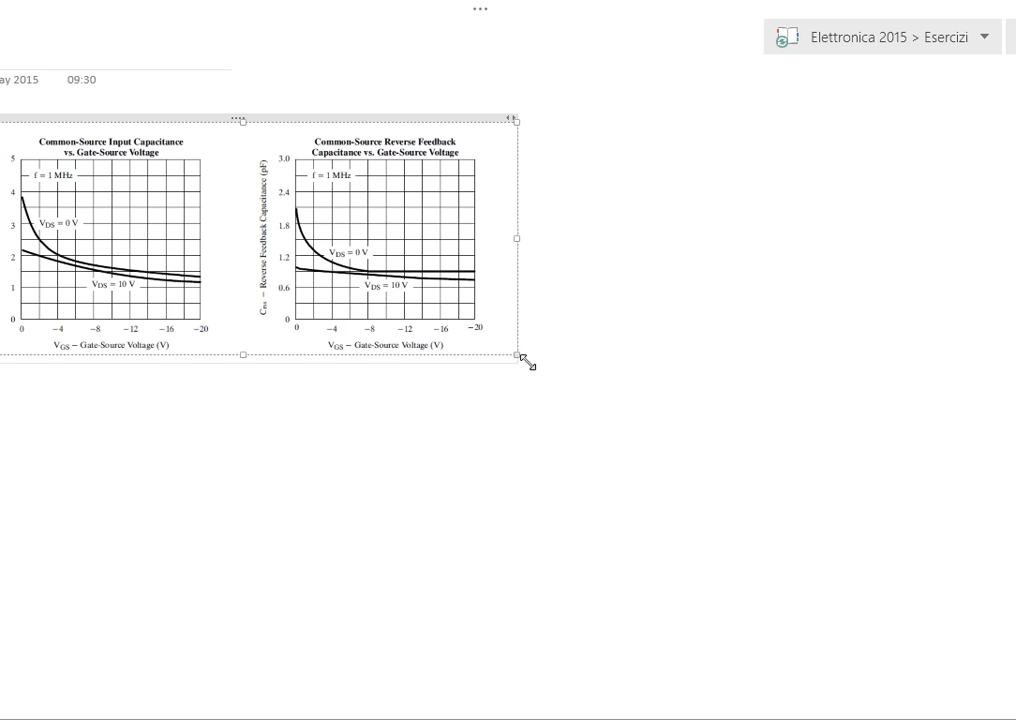 Elettronica 2015 > Esercizi
ay 2015 09:30
Common-Source Input Capacitance
vs. Gate-Source Voltage
5
4
3
2
1
0
f = 1 MHz
VDS = 0 V
VDS = 10 V
0 −4 −8 −12 −16 −20
VGS − Gate-Source Voltage (V)
Common-Source Reverse Feedback
Capacitance vs. Gate-Source Voltage
− Reverse Feedback Capacitance (pF)
3.0
2.4
1.8
1.2
0.6
0
f = 1 MHz
VDS = 0 V
VDS = 10 V
0 −4 −8 −12 −16 −20
VGS − Gate-Source Voltage (V)